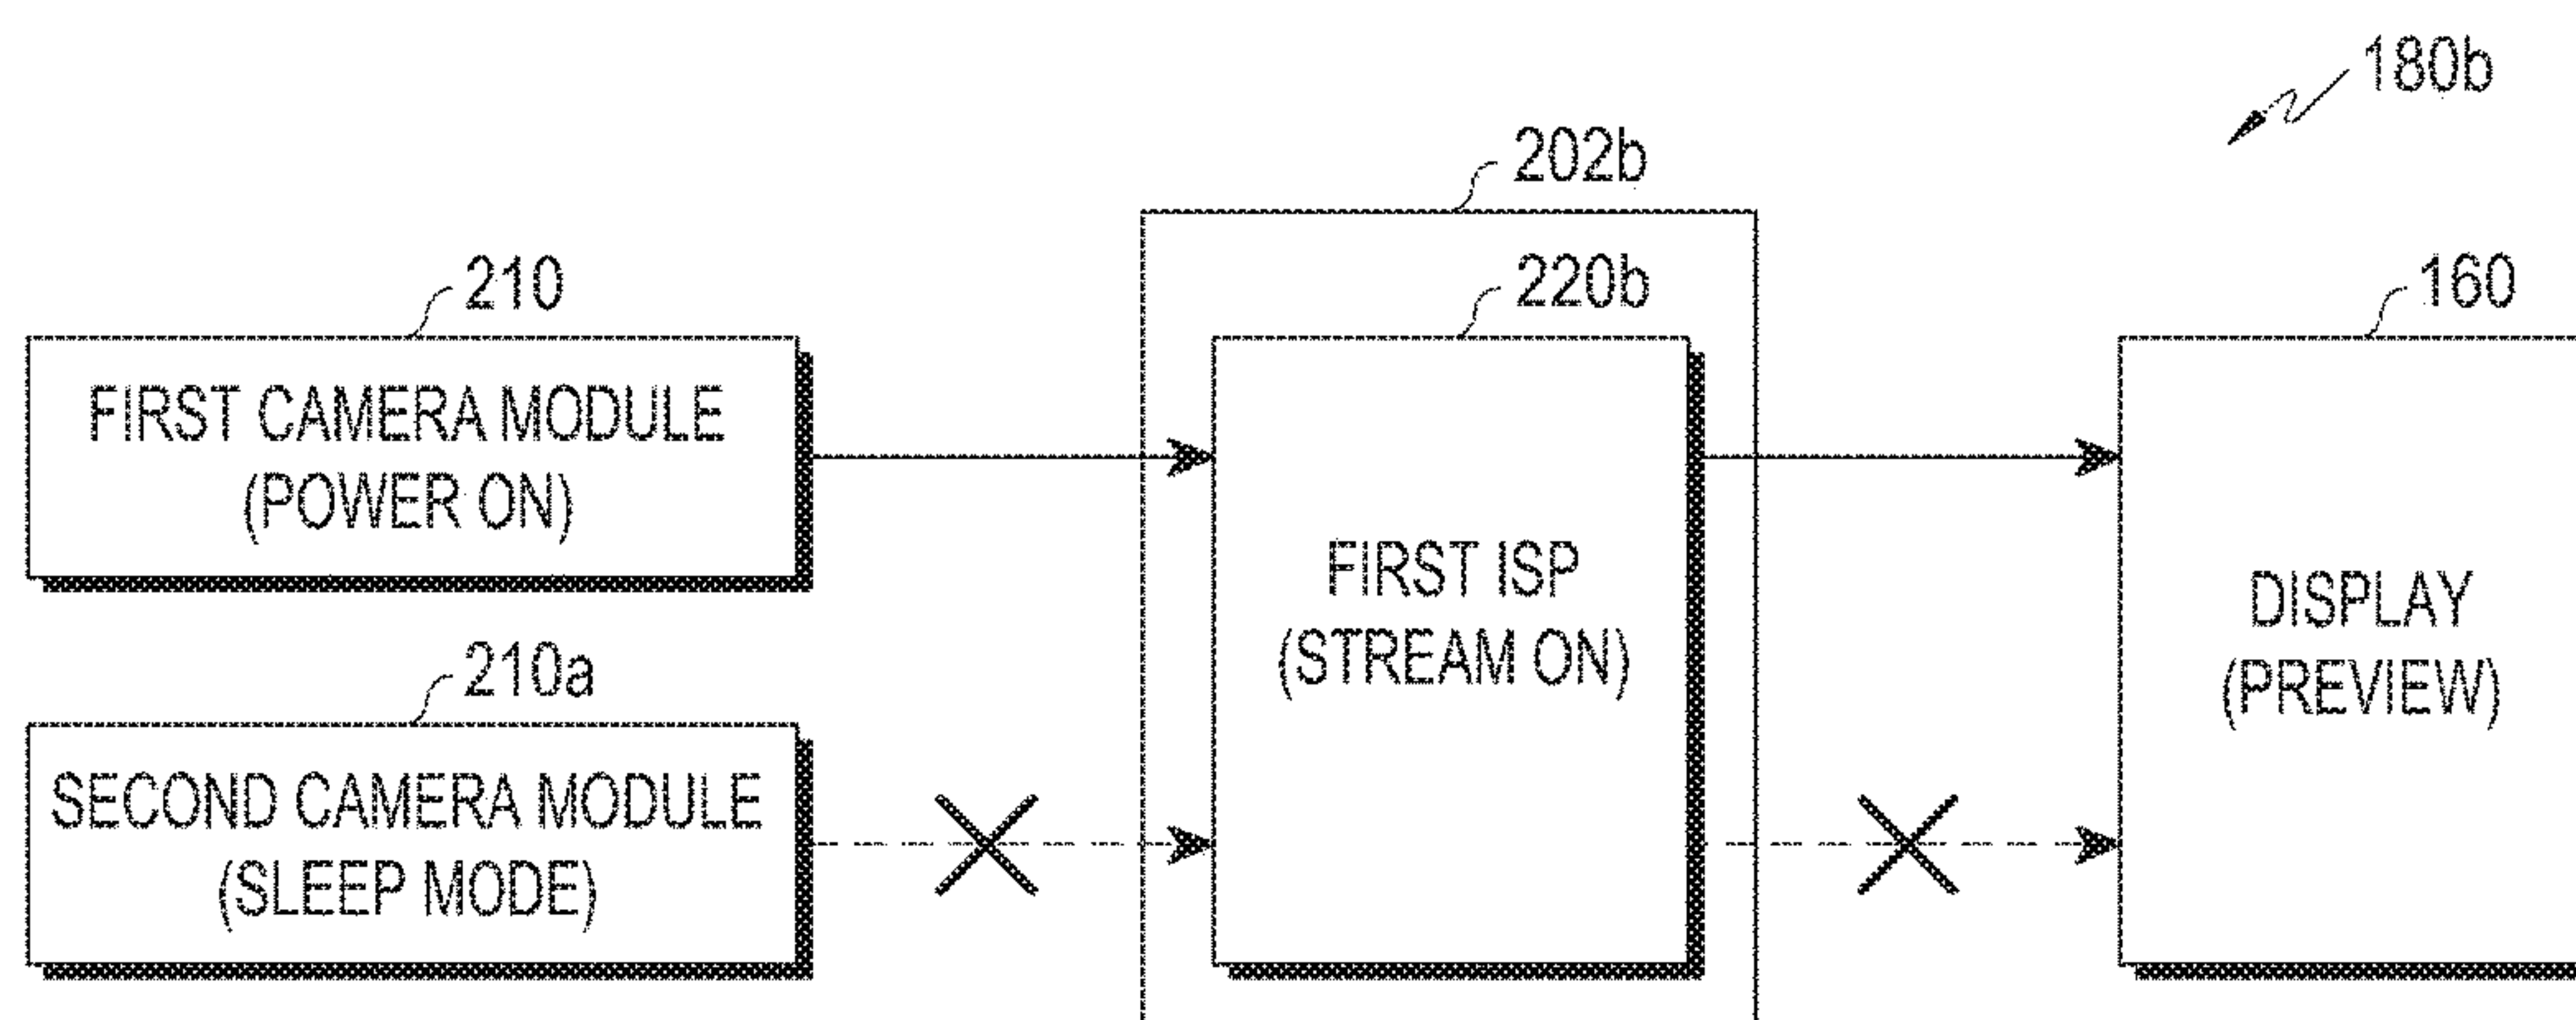 180b
202b
210
220b
160
FIRST CAMERA MODULE
(POWER ON)
FIRST ISP
(STREAM ON)
DISPLAY
(PREVIEW)
210a
SECOND CAMERA MODULE
(SLEEP MODE)